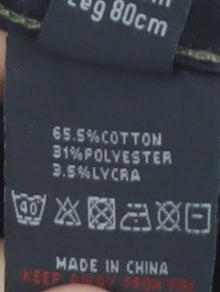 Leg 80cm
65.5%COTTON
31%POLYESTER
3.5%LYCRA
40
MADE IN CHINA
KEEP AWAY FROM FIRE